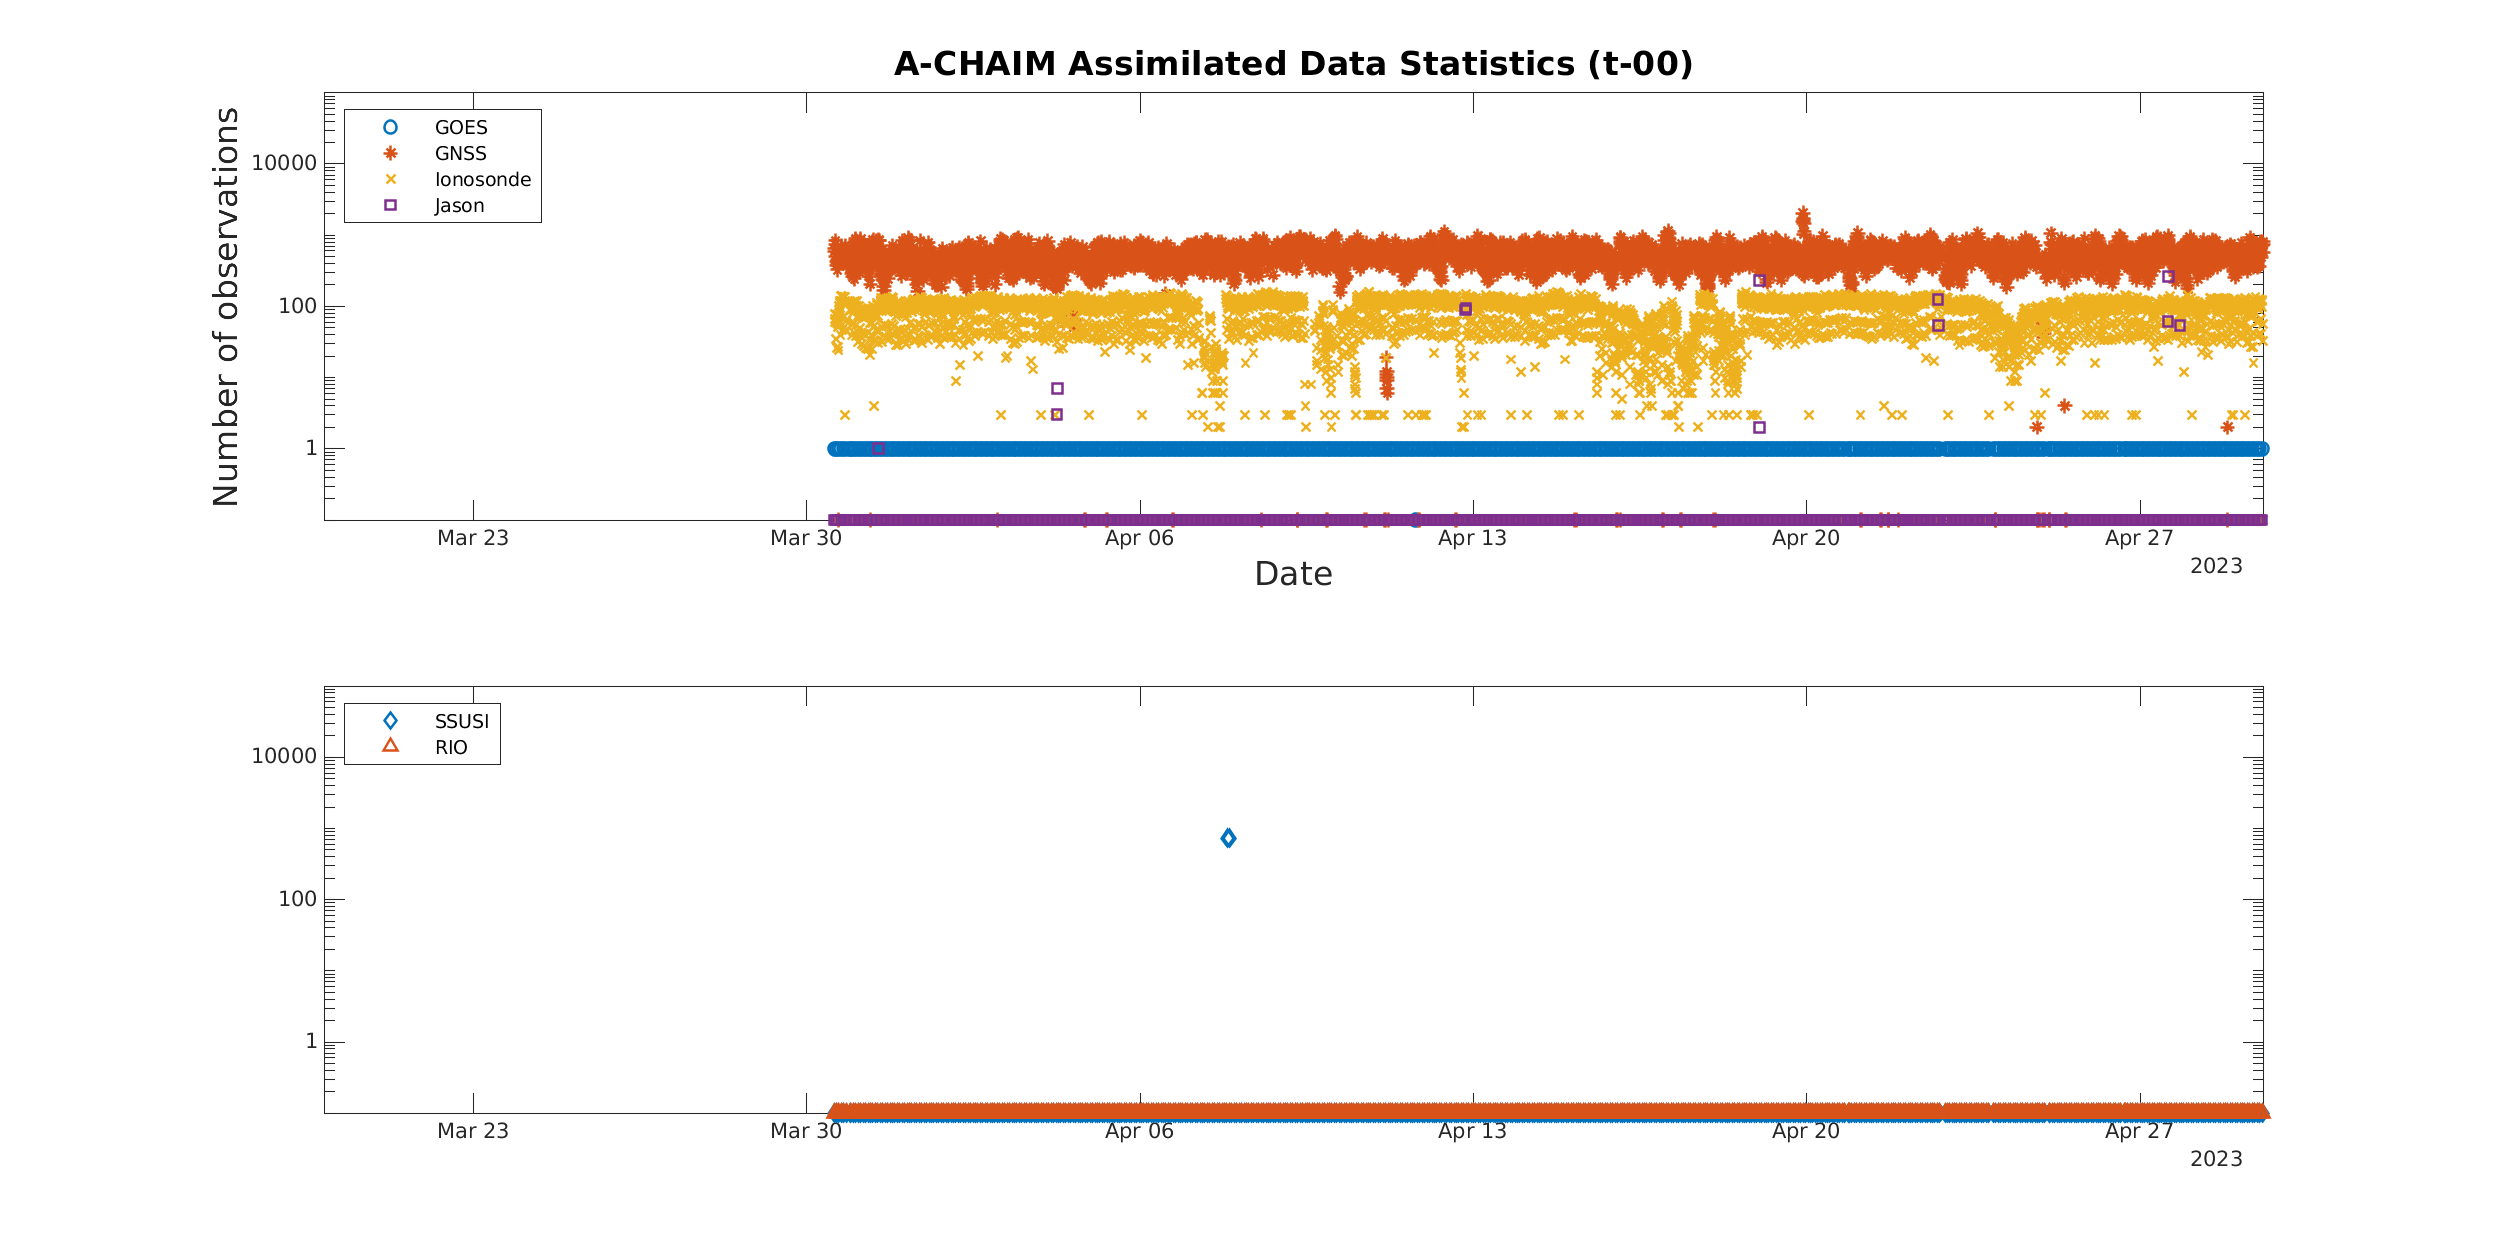 A-CHAIM Assimilated Data Statistics (t-00)
Number of observations
GOES
GNSS
Ionosonde
Jason
10000
100
1
Mar 23 Mar 30 Apr 06 Apr 13 Apr 20 Apr 27
2023
Date
SSUSI
RIO
10000
100
1
Mar 23 Mar 30 Apr 06 Apr 13 Apr 20 Apr 27
2023